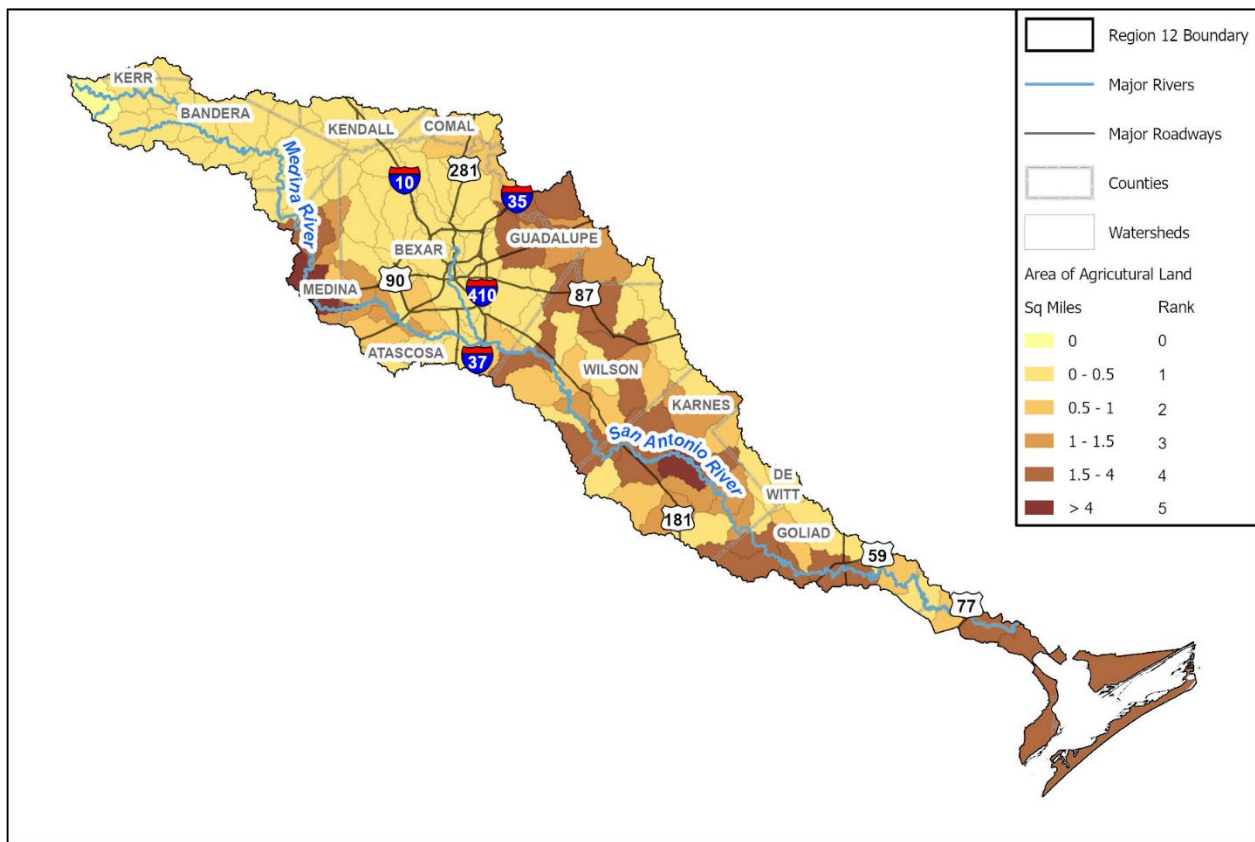 Region 12 Boundary
Major Rivers
Major Roadways
Counties
Watersheds
Area of Agricutural Land
Sq Miles Rank
0 0
0 - 0.5 1
0.5 - 1 2
1 - 1.5 3
1.5 - 4 4
> 4 5
KERR
BANDERA
KENDALL
COMAL
Medina River
10
281
35
BEXAR
GUADALUPE
MEDINA
90
410
87
ATASCOSA
37
WILSON
KARNES
San Antonio River
DE
WITT
181
GOLIAD
59
77